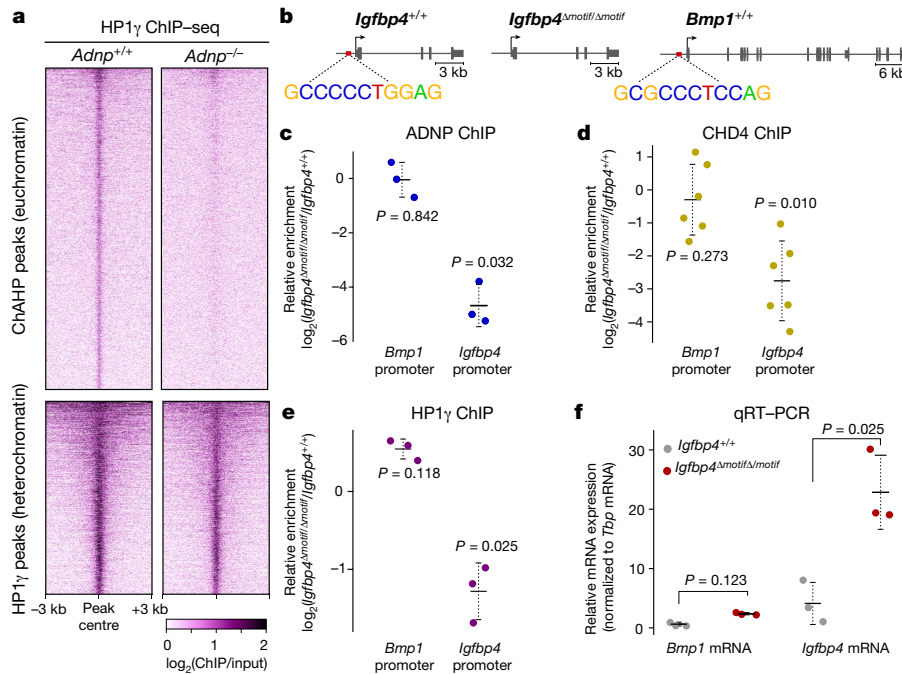 a
HP1γ ChIP–seq
Adnp+/+
Adnp−/−
ChAHP peaks (euchromatin)
HP1γ peaks (heterochromatin)
−3 kb
Peak centre
+3 kb
0 1 2
log2(ChIP/input)
b
Igfbp4+/+
3 kb
GCCCCCTGGAG
Igfbp4Δmotif/Δmotif
3 kb
Bmp1+/+
6 kb
GCGCCCTCCAG
c
ADNP ChIP
Relative enrichment
log2(Igfbp4Δmotif/Δmotif/Igfbp4+/+)
0
−2
−4
−6
P = 0.842
P = 0.032
Bmp1 promoter
Igfbp4 promoter
d
CHD4 ChIP
Relative enrichment
log2(Igfbp4Δmotif/Δmotif/Igfbp4+/+)
1
0
−1
−2
−3
−4
P = 0.273
P = 0.010
Bmp1 promoter
Igfbp4 promoter
e
HP1γ ChIP
Relative enrichment
log2(Igfbp4Δmotif/Δmotif/Igfbp4+/+)
0
−1
P = 0.118
P = 0.025
Bmp1 promoter
Igfbp4 promoter
f
qRT–PCR
Relative mRNA expression
(normalized to Tbp mRNA)
30
20
10
0
Igfbp4+/+
Igfbp4ΔmotifΔ/motif
P = 0.123
P = 0.025
Bmp1 mRNA
Igfbp4 mRNA